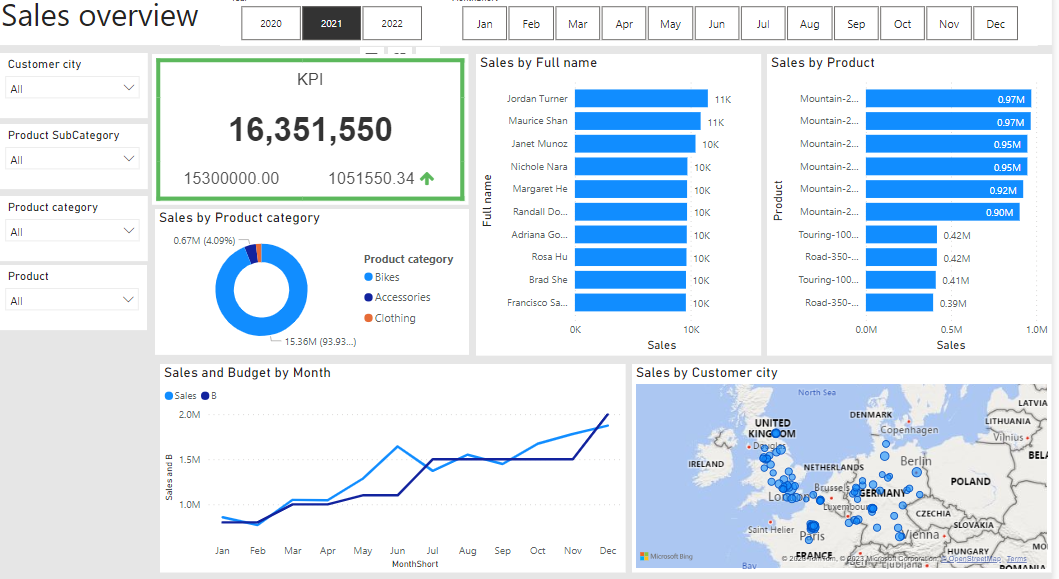 Sales overview
2020
2021
2022
Jan
Feb
Mar
Apr
May
Jun
Jul
Aug
Sep
Oct
Nov
Dec
Customer city
All
Product SubCategory
All
Product category
All
Product
All
KPI
16,351,550
15300000.00
1051550.34
Sales by Product category
0.67M (4.09%)
15.36M (93.93...)
Product category
Bikes
Accessories
Clothing
Sales by Full name
Full name
Jordan Turner 11K
Maurice Shan 11K
Janet Munoz 10K
Nichole Nara 10K
Margaret He 10K
Randall Do... 10K
Adriana Go... 10K
Rosa Hu 10K
Brad She 10K
Francisco Sa... 10K
0K 10K
Sales
Sales by Product
Product
Mountain-2... 0.97M
Mountain-2... 0.97M
Mountain-2... 0.95M
Mountain-2... 0.95M
Mountain-2... 0.92M
Mountain-2... 0.90M
Touring-100... 0.42M
Road-350-... 0.42M
Touring-100... 0.41M
Road-350-... 0.39M
0.0M 0.5M 1.0M
Sales
Sales and Budget by Month
Sales B
Sales and B
2.0M
1.5M
1.0M
Jan Feb Mar Apr May Jun Jul Aug Sep Oct Nov Dec
MonthShort
Sales by Customer city
North Sea
DENMARK
Copenhagen
LATVIA
LITHUANIA
Vilnius
UNITED
KINGDOM
Douglas
IRELAND
NETHERLANDS
Berlin
BELA
POLAND
Brussels
GERMANY
Luxembourg
CZECHIA
SLOVAKIA
Saint Helier
Paris
Vienna
FRANCE
HUNGARY
MO
ROMANIA
Ljubljana
Bay
Microsoft Bing
Microsoft Corporation
OpenStreetMap
Terms